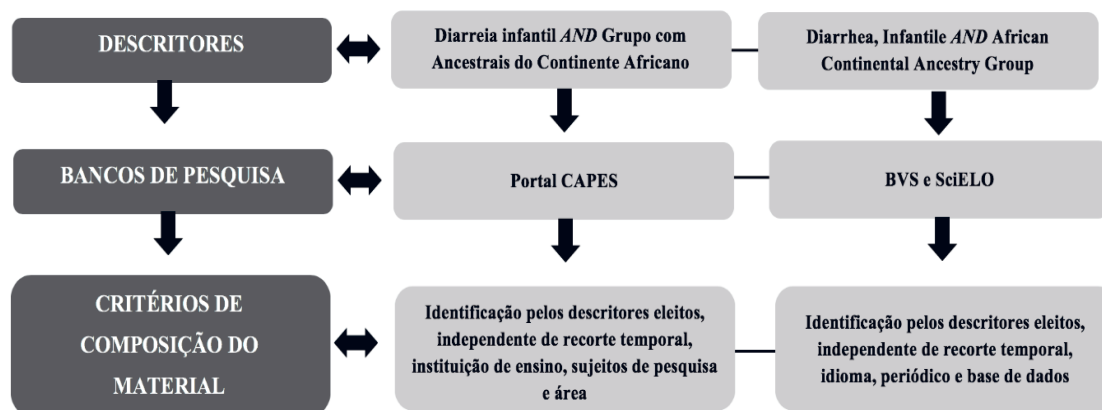 DESCRITORES
Diarreia infantil AND Grupo com
Ancestrais do Continente Africano
Diarrhea, Infantile AND African
Continental Ancestry Group
BANCOS DE PESQUISA
Portal CAPES
BVS e SciELO
CRITÉRIOS DE
COMPOSIÇÃO DO
MATERIAL
Identificação pelos descritores eleitos,
independente de recorte temporal,
instituição de ensino, sujeitos de pesquisa
e área
Identificação pelos descritores eleitos,
independente de recorte temporal,
idioma, periódico e base de dados